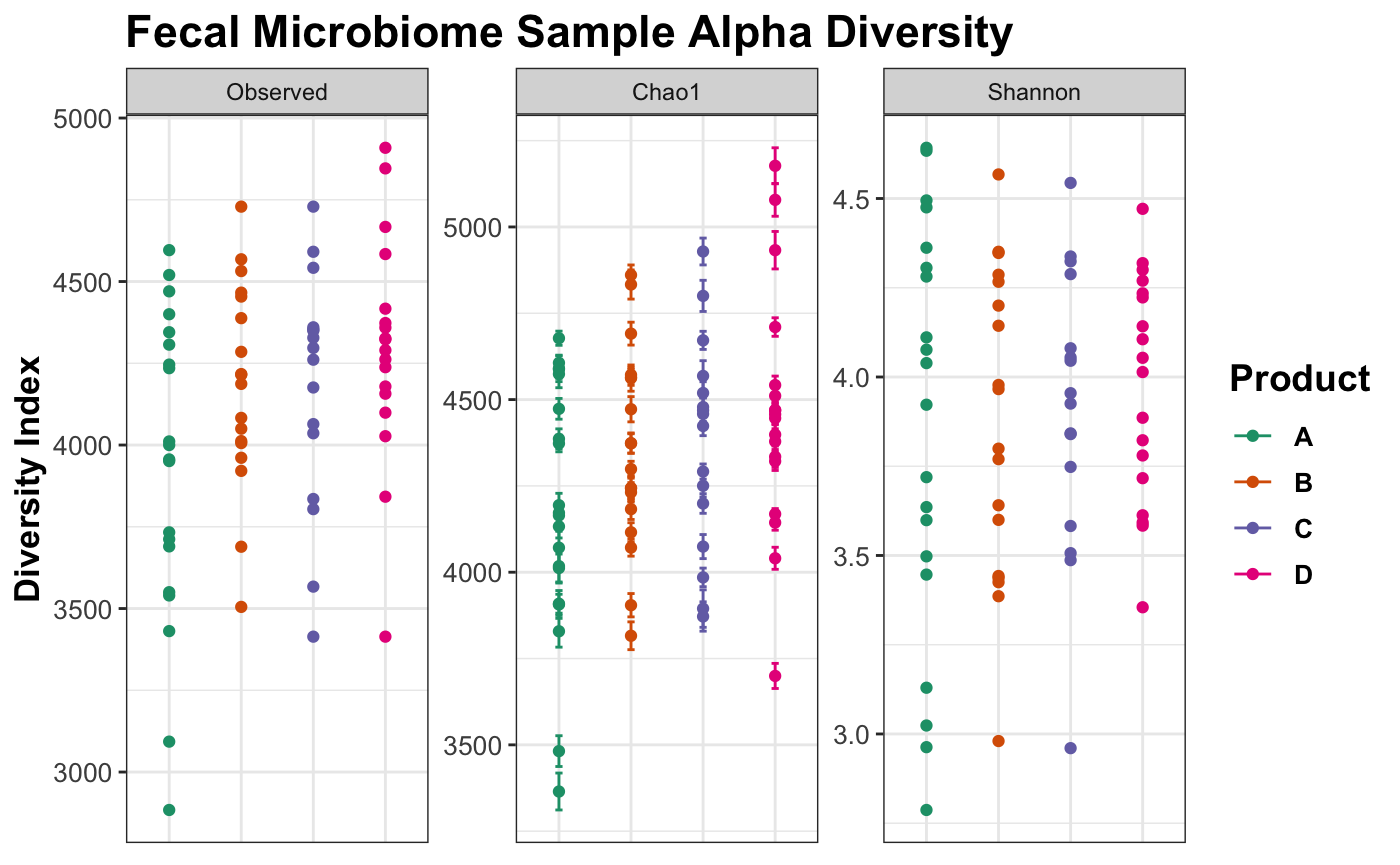 Fecal Microbiome Sample Alpha Diversity
Observed
Chao1
Shannon
Diversity Index
5000
4500
4000
3500
3000
5000
4500
4000
3500
4.5
4.0
3.5
3.0
Product
A
B
C
D